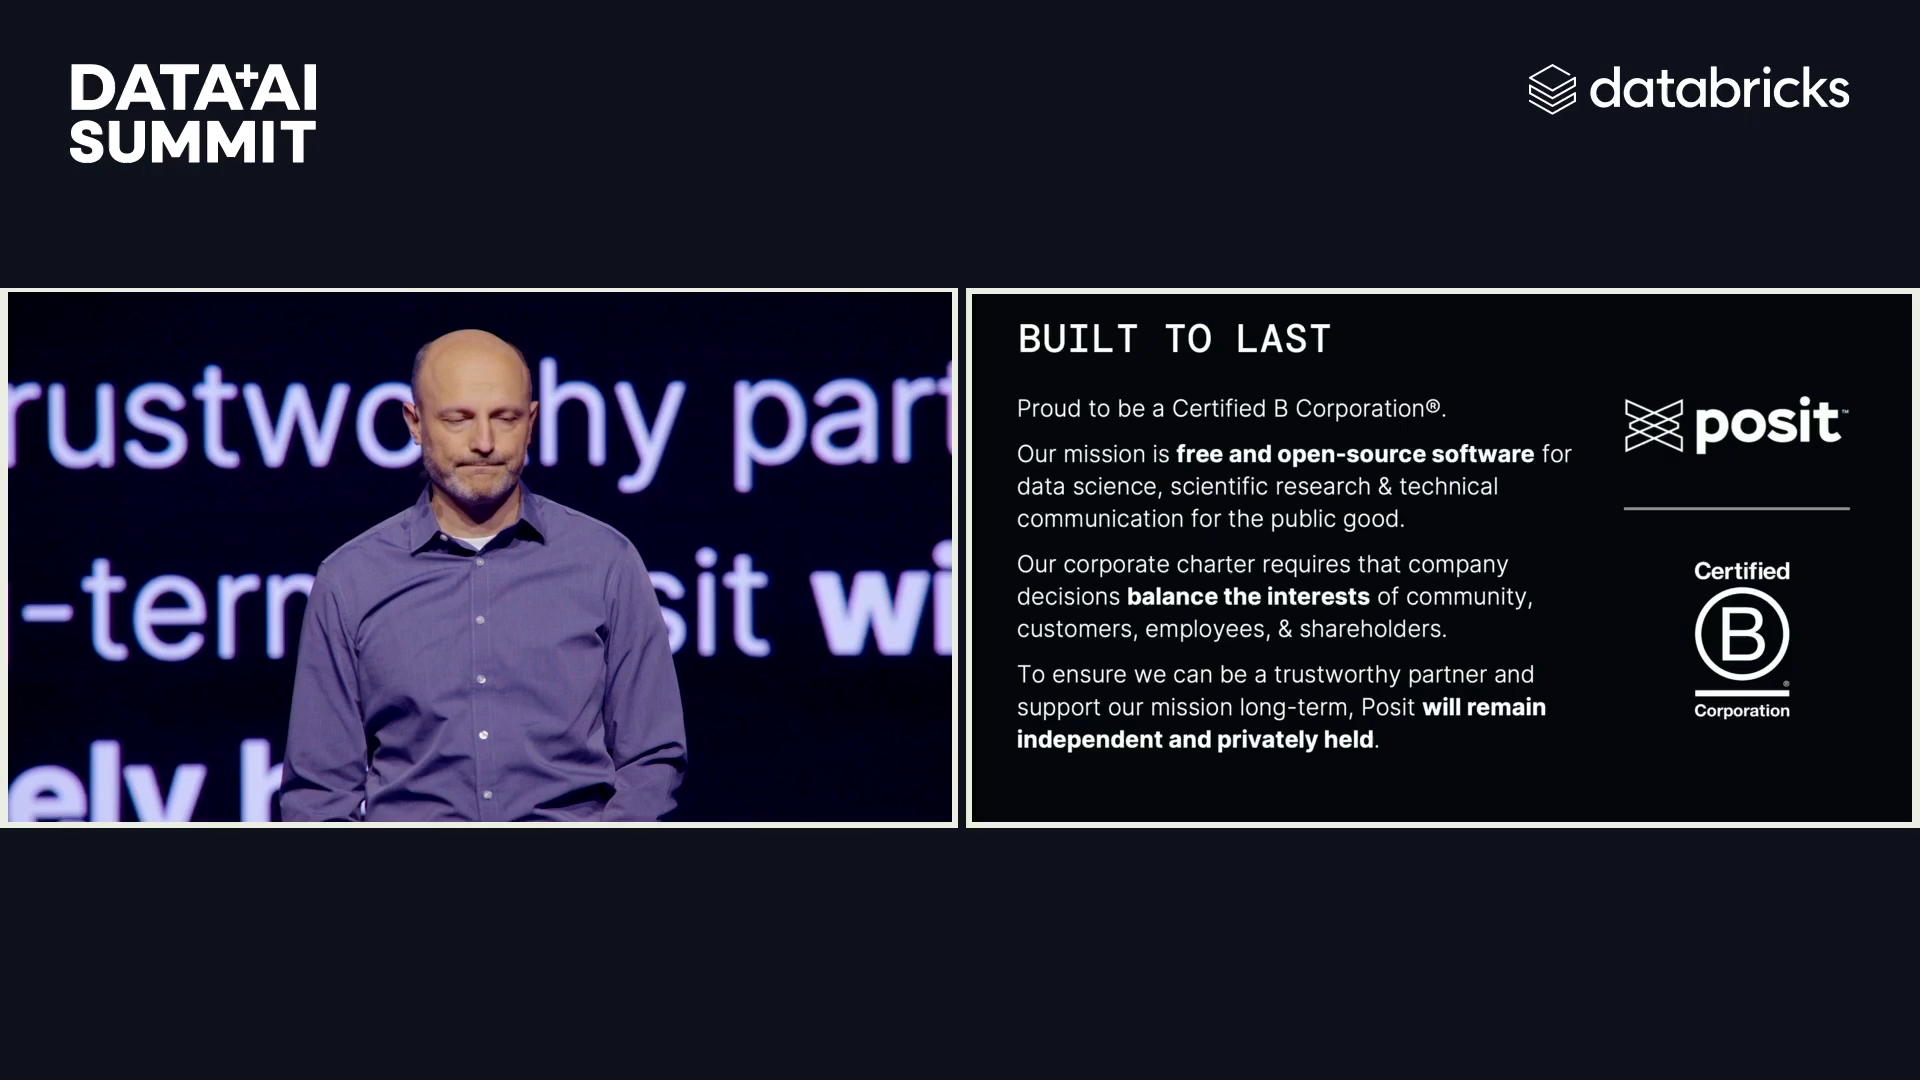 DATA+AI
SUMMIT
databricks
rustwo hy part
-tern sit wi
ely h
BUILT TO LAST
Proud to be a Certified B Corporation®.
Our mission is free and open-source software for
data science, scientific research & technical
communication for the public good.
Our corporate charter requires that company
decisions balance the interests of community,
customers, employees, & shareholders.
To ensure we can be a trustworthy partner and
support our mission long-term, Posit will remain
independent and privately held.
posit™
Certified
B
®
Corporation